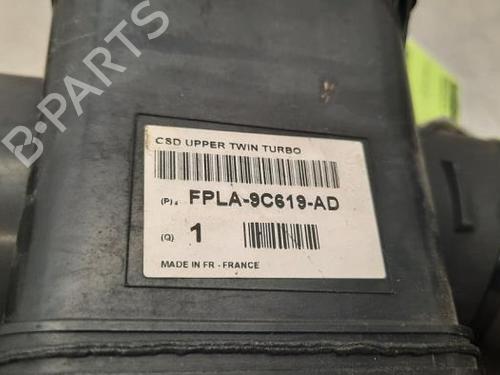 CSD UPPER TWIN TURBO
(P) FPLA-9C619-AD
(Q) 1
MADE IN FR - FRANCE
B-PARTS